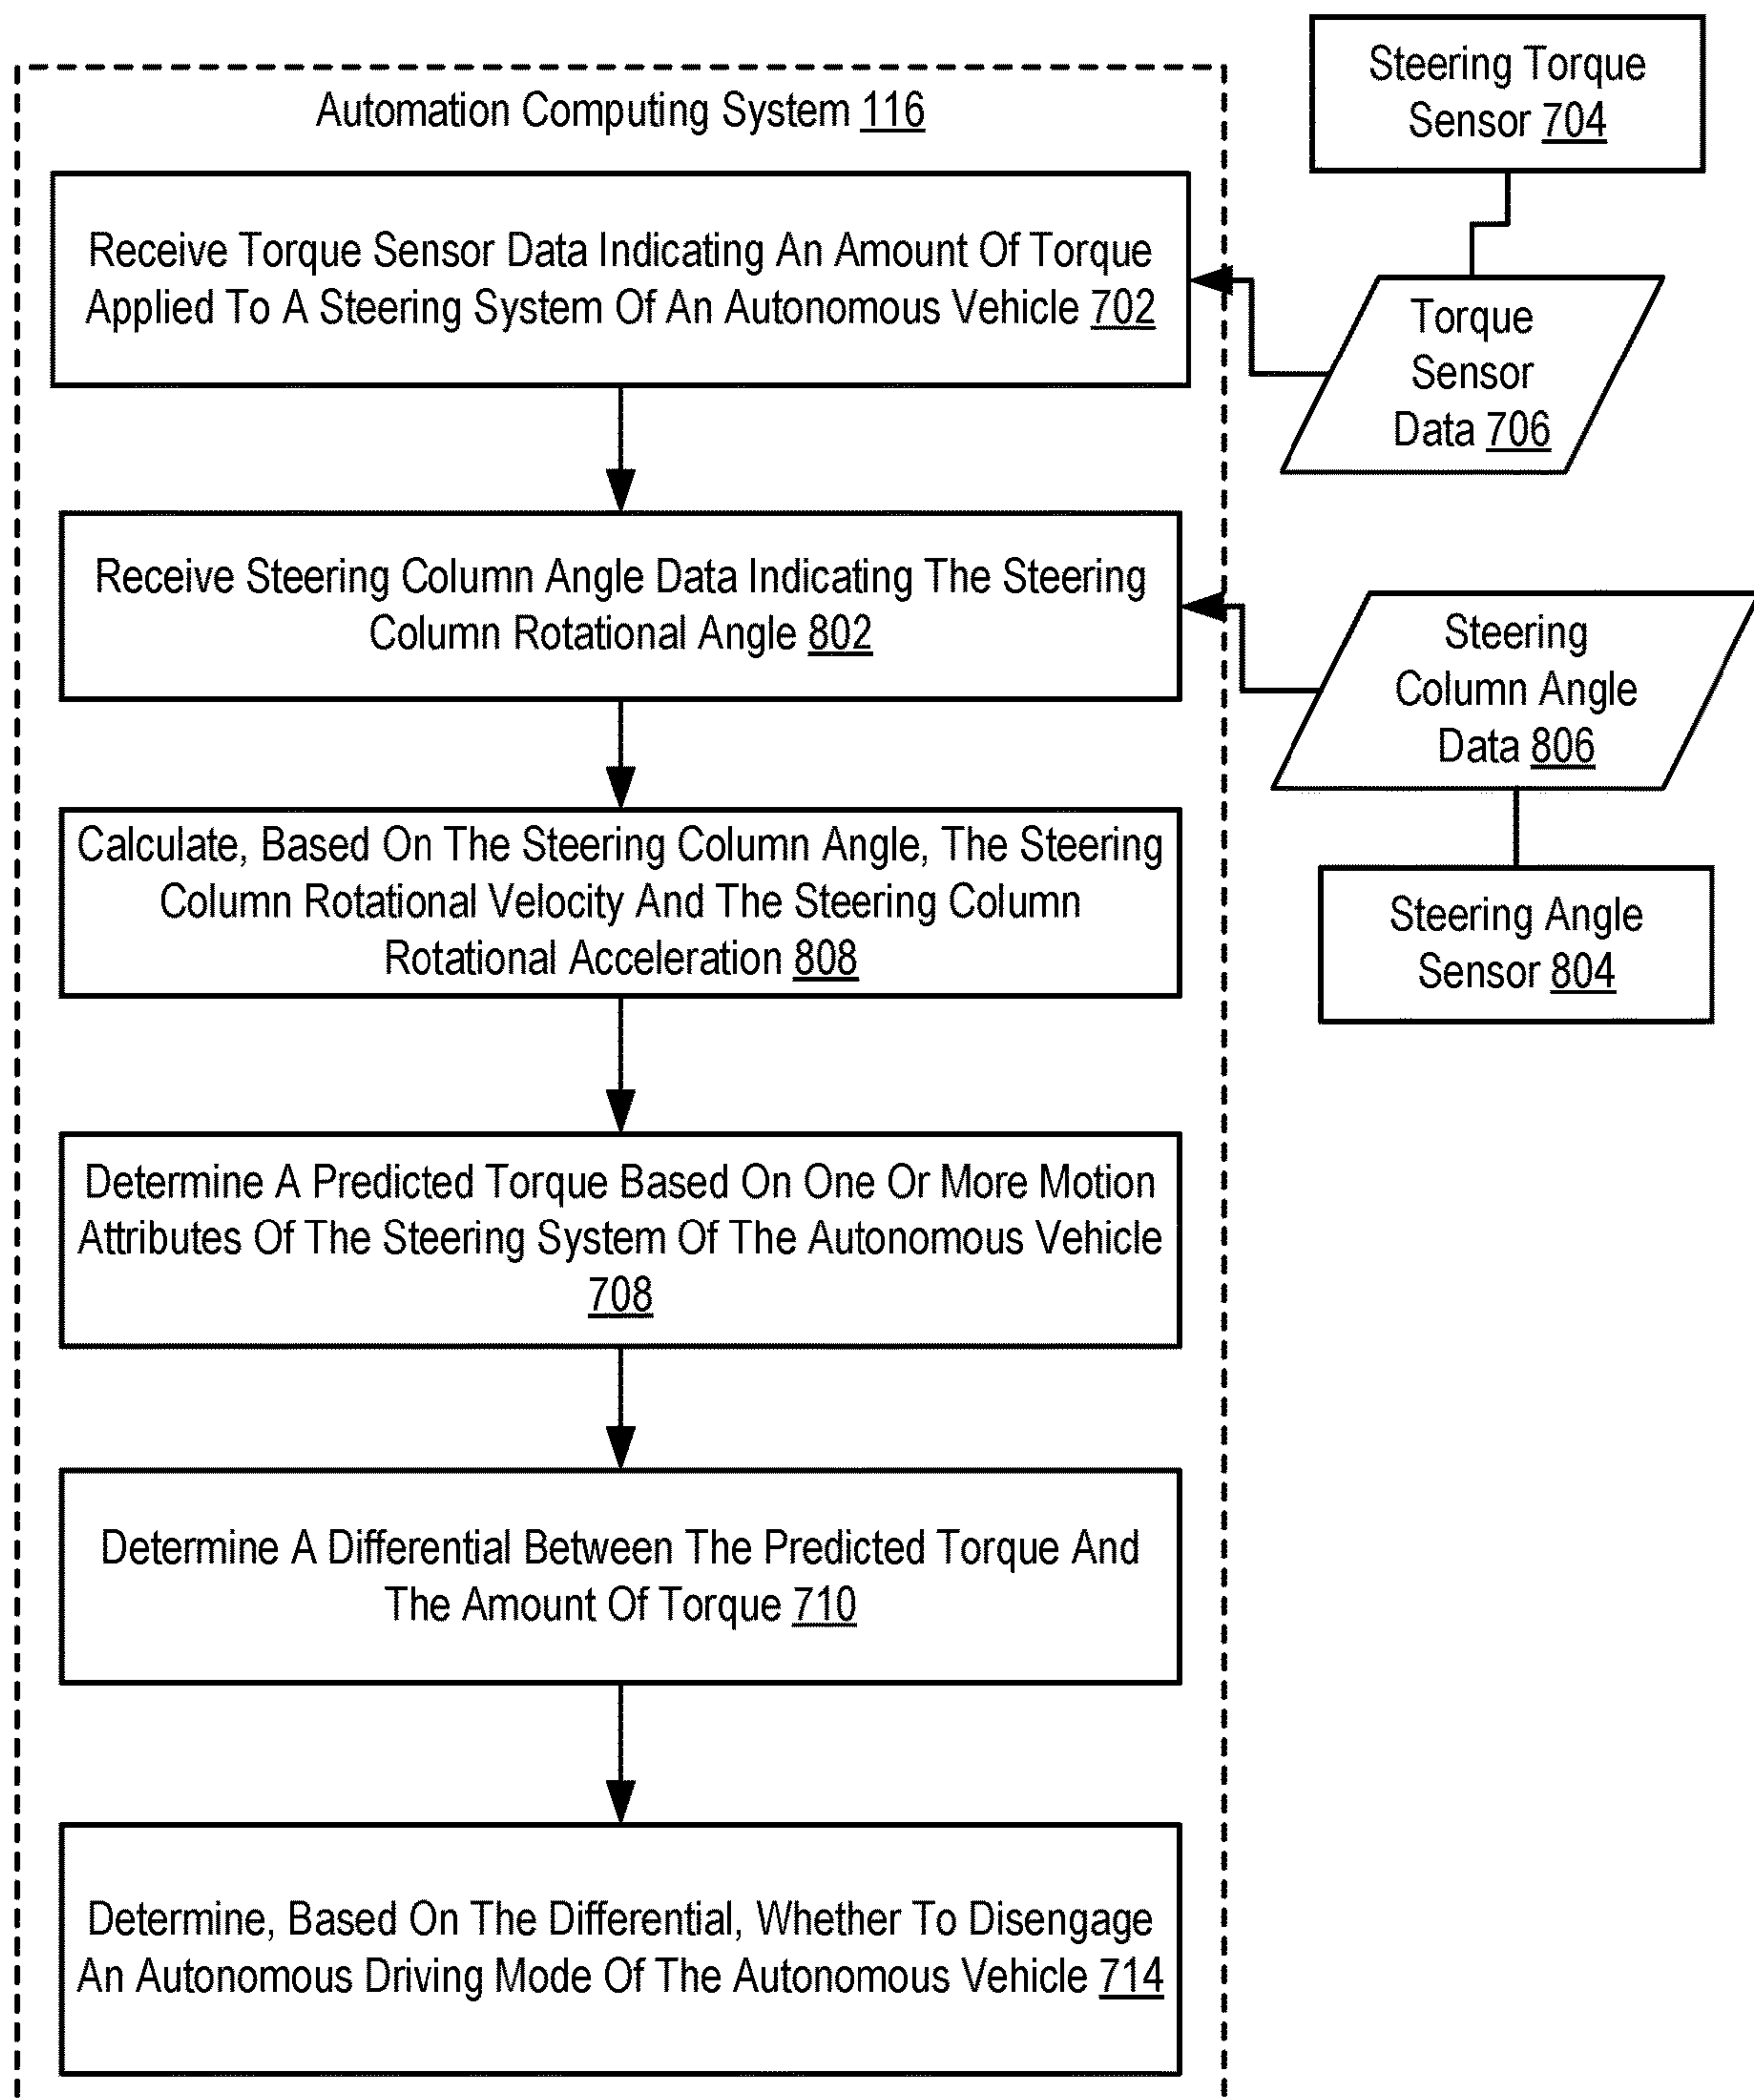 Automation Computing System 116
Receive Torque Sensor Data Indicating An Amount Of Torque
Applied To A Steering System Of An Autonomous Vehicle 702
Steering Torque
Sensor 704
Torque
Sensor
Data 706
Receive Steering Column Angle Data Indicating The Steering
Column Rotational Angle 802
Steering
Column Angle
Data 806
Steering Angle
Sensor 804
Calculate, Based On The Steering Column Angle, The Steering
Column Rotational Velocity And The Steering Column
Rotational Acceleration 808
Determine A Predicted Torque Based On One Or More Motion
Attributes Of The Steering System Of The Autonomous Vehicle
708
Determine A Differential Between The Predicted Torque And
The Amount Of Torque 710
Determine, Based On The Differential, Whether To Disengage
An Autonomous Driving Mode Of The Autonomous Vehicle 714